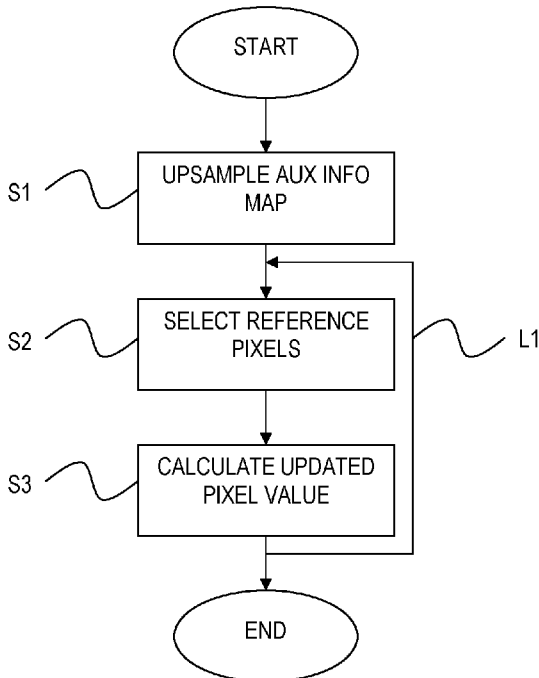 START
S1
UPSAMPLE AUX INFO
MAP
S2
SELECT REFERENCE
PIXELS
L1
S3
CALCULATE UPDATED
PIXEL VALUE
END